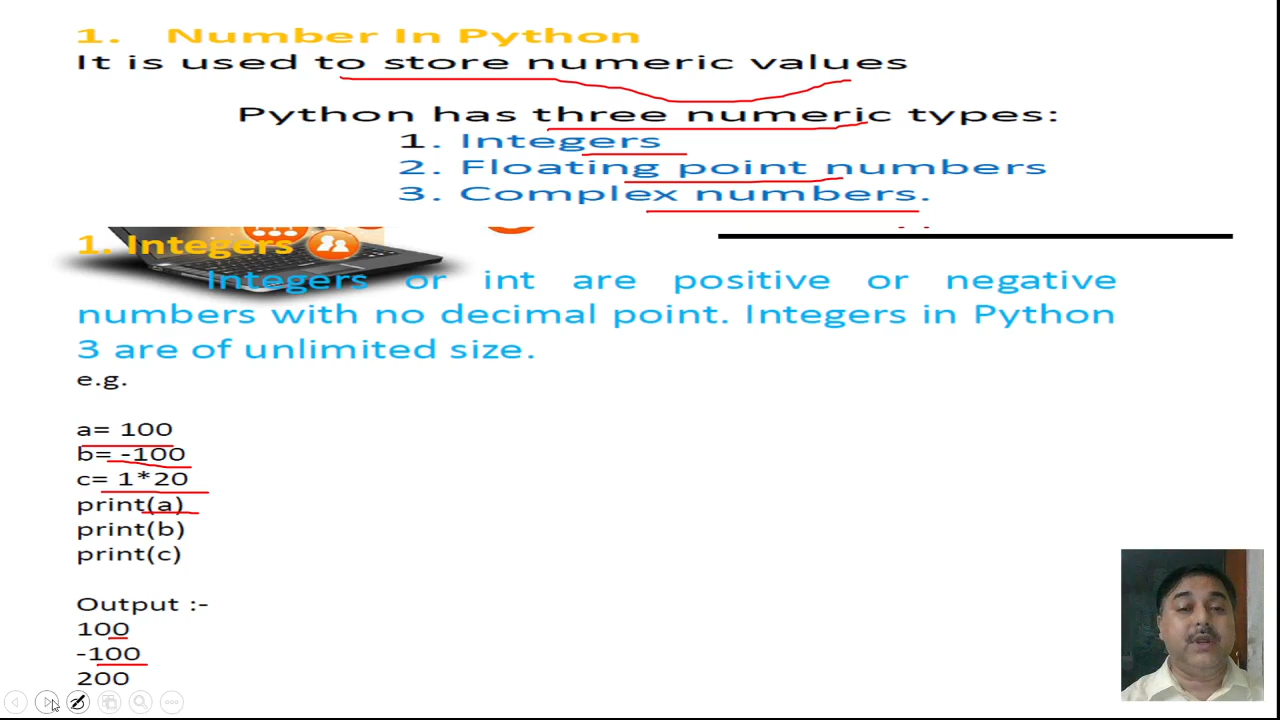 1. Number In Python
It is used to store numeric values
Python has three numeric types:
1. Integers
2. Floating point numbers
3. Complex numbers.
1. Integers
Integers or int are positive or negative
numbers with no decimal point. Integers in Python
3 are of unlimited size.
e.g.
a= 100
b= -100
c= 1*20
print(a)
print(b)
print(c)
Output :-
100
-100
200